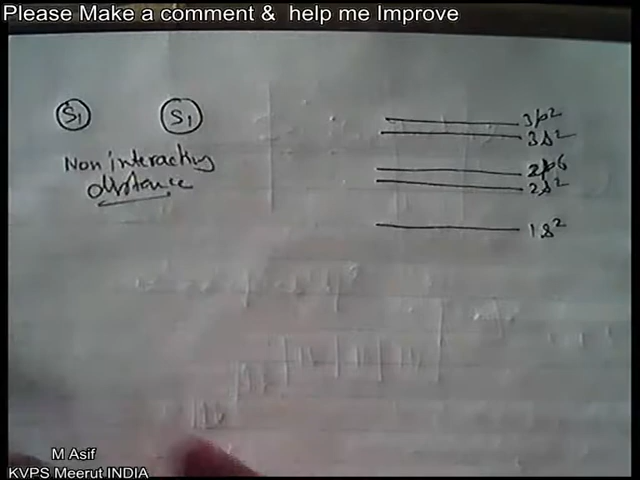 Please Make a comment & help me Improve
S1 S1
Non interacting
distance
3p2
3s2
2p6
2s2
1s2
M Asif
KVPS Meerut INDIA